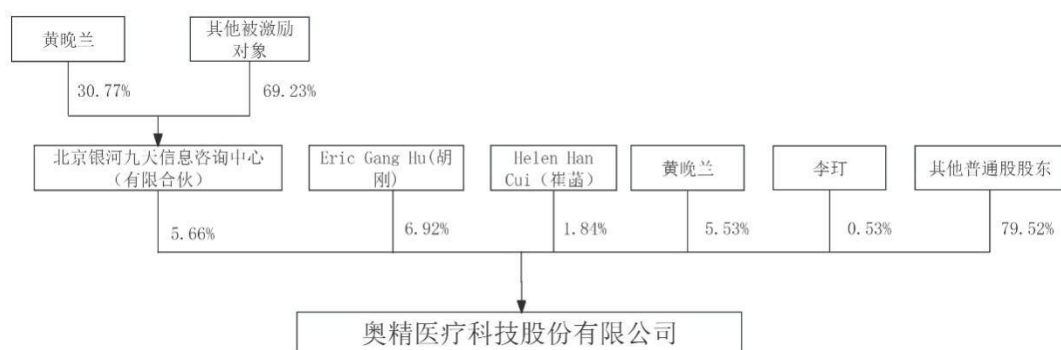 黄晚兰
其他被激励
对象
30.77%
69.23%
北京银河九天信息咨询中心
（有限合伙）
Eric Gang Hu(胡
刚)
Helen Han
Cui（崔菡）
黄晚兰
李玎
其他普通股股东
5.66%
6.92%
1.84%
5.53%
0.53%
79.52%
奥精医疗科技股份有限公司